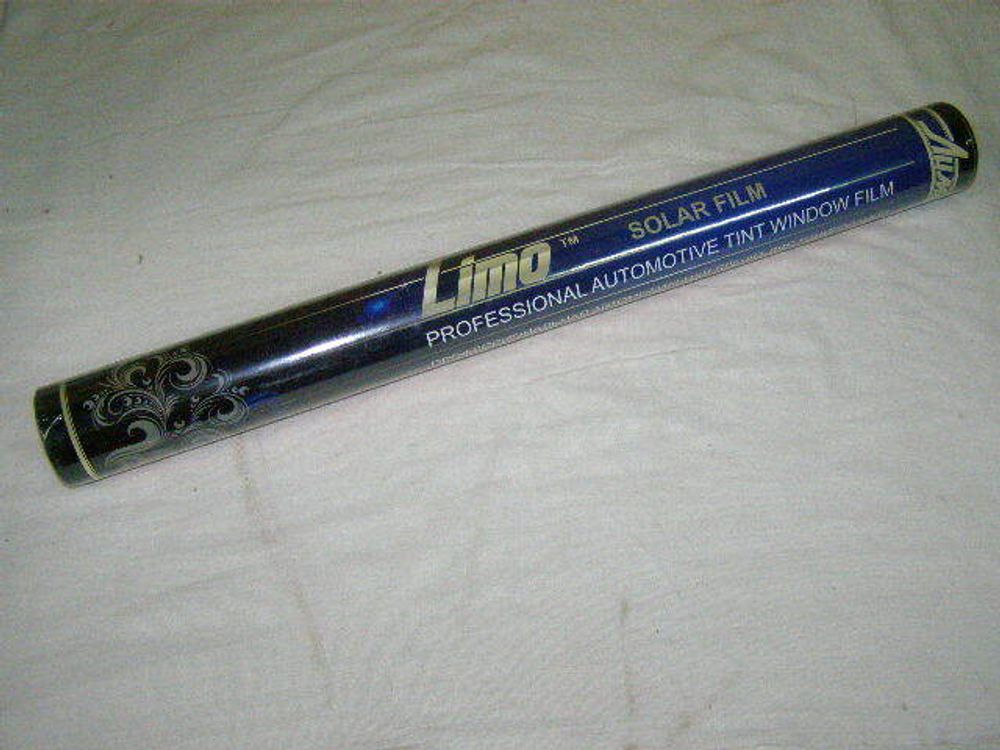 Limo™
SOLAR FILM
PROFESSIONAL AUTOMOTIVE TINT WINDOW FILM